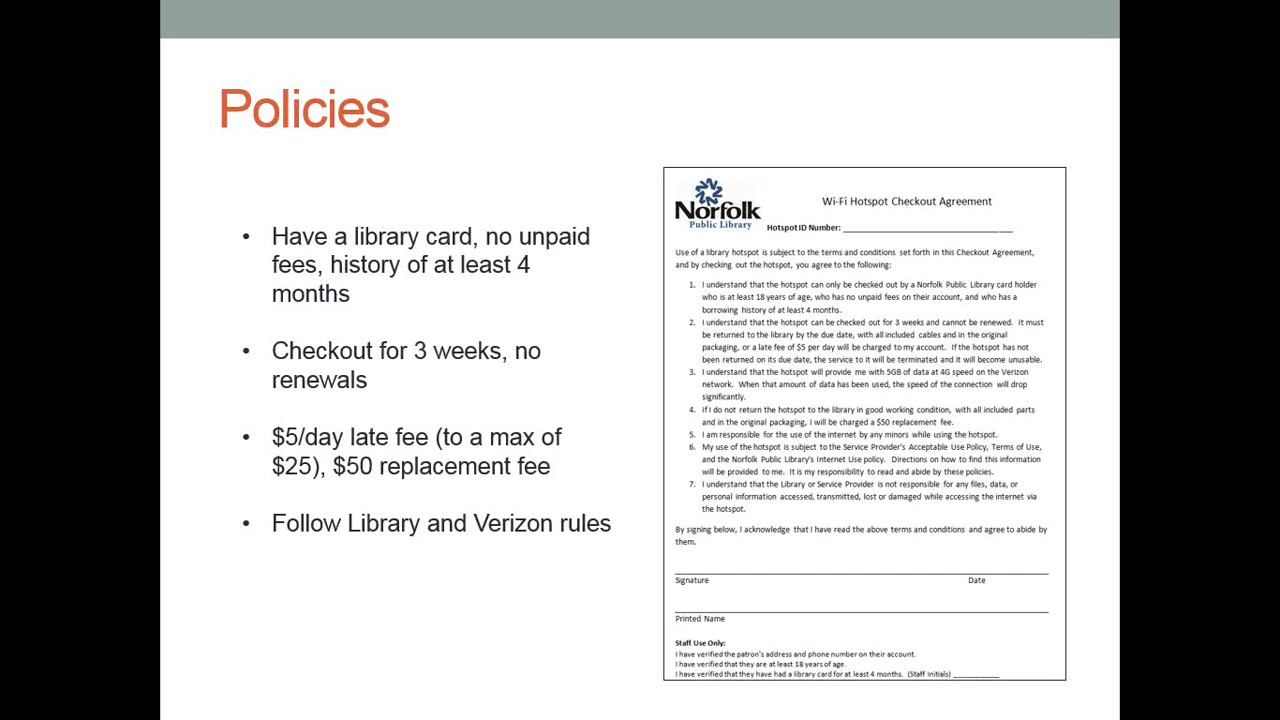 Policies
• Have a library card, no unpaid
fees, history of at least 4
months
• Checkout for 3 weeks, no
renewals
• $5/day late fee (to a max of
$25), $50 replacement fee
• Follow Library and Verizon rules
Norfolk
Public Library
Wi-Fi Hotspot Checkout Agreement
Hotspot ID Number: ____________________
Use of a library hotspot is subject to the terms and conditions set forth in this Checkout Agreement,
and by checking out the hotspot, you agree to the following:
1. I understand that the hotspot can only be checked out by a Norfolk Public Library card holder
who is at least 18 years of age, who has no unpaid fees on their account, and who has a
borrowing history of at least 4 months.
2. I understand that the hotspot can be checked out for 3 weeks and cannot be renewed. It must
be returned to the library by the due date, with all included cables and in the original
packaging, or a late fee of $5 per day will be charged to my account. If the hotspot has not
been returned on its due date, the service to it will be terminated and it will become unusable.
3. I understand that the hotspot will provide me with 5GB of data at 4G speed on the Verizon
network. When that amount of data has been used, the speed of the connection will drop
significantly.
4. If I do not return the hotspot to the library in good working condition, with all included parts
and in the original packaging, I will be charged a $50 replacement fee.
5. I am responsible for the use of the internet by any minors while using the hotspot.
6. My use of the hotspot is subject to the Service Provider's Acceptable Use Policy, Terms of Use,
and the Norfolk Public Library's Internet Use policy. Directions on how to find this information
will be provided to me. It is my responsibility to read and abide by these policies.
7. I understand that the Library or Service Provider is not responsible for any files, data, or
personal information accessed, transmitted, lost or damaged while accessing the internet via
the hotspot.
By signing below, I acknowledge that I have read the above terms and conditions and agree to abide by
them.
Signature Date
Printed Name
Staff Use Only:
I have verified the patron's address and phone number on their account.
I have verified that they are at least 18 years of age.
I have verified that they have had a library card for at least 4 months. (Staff initials) __________